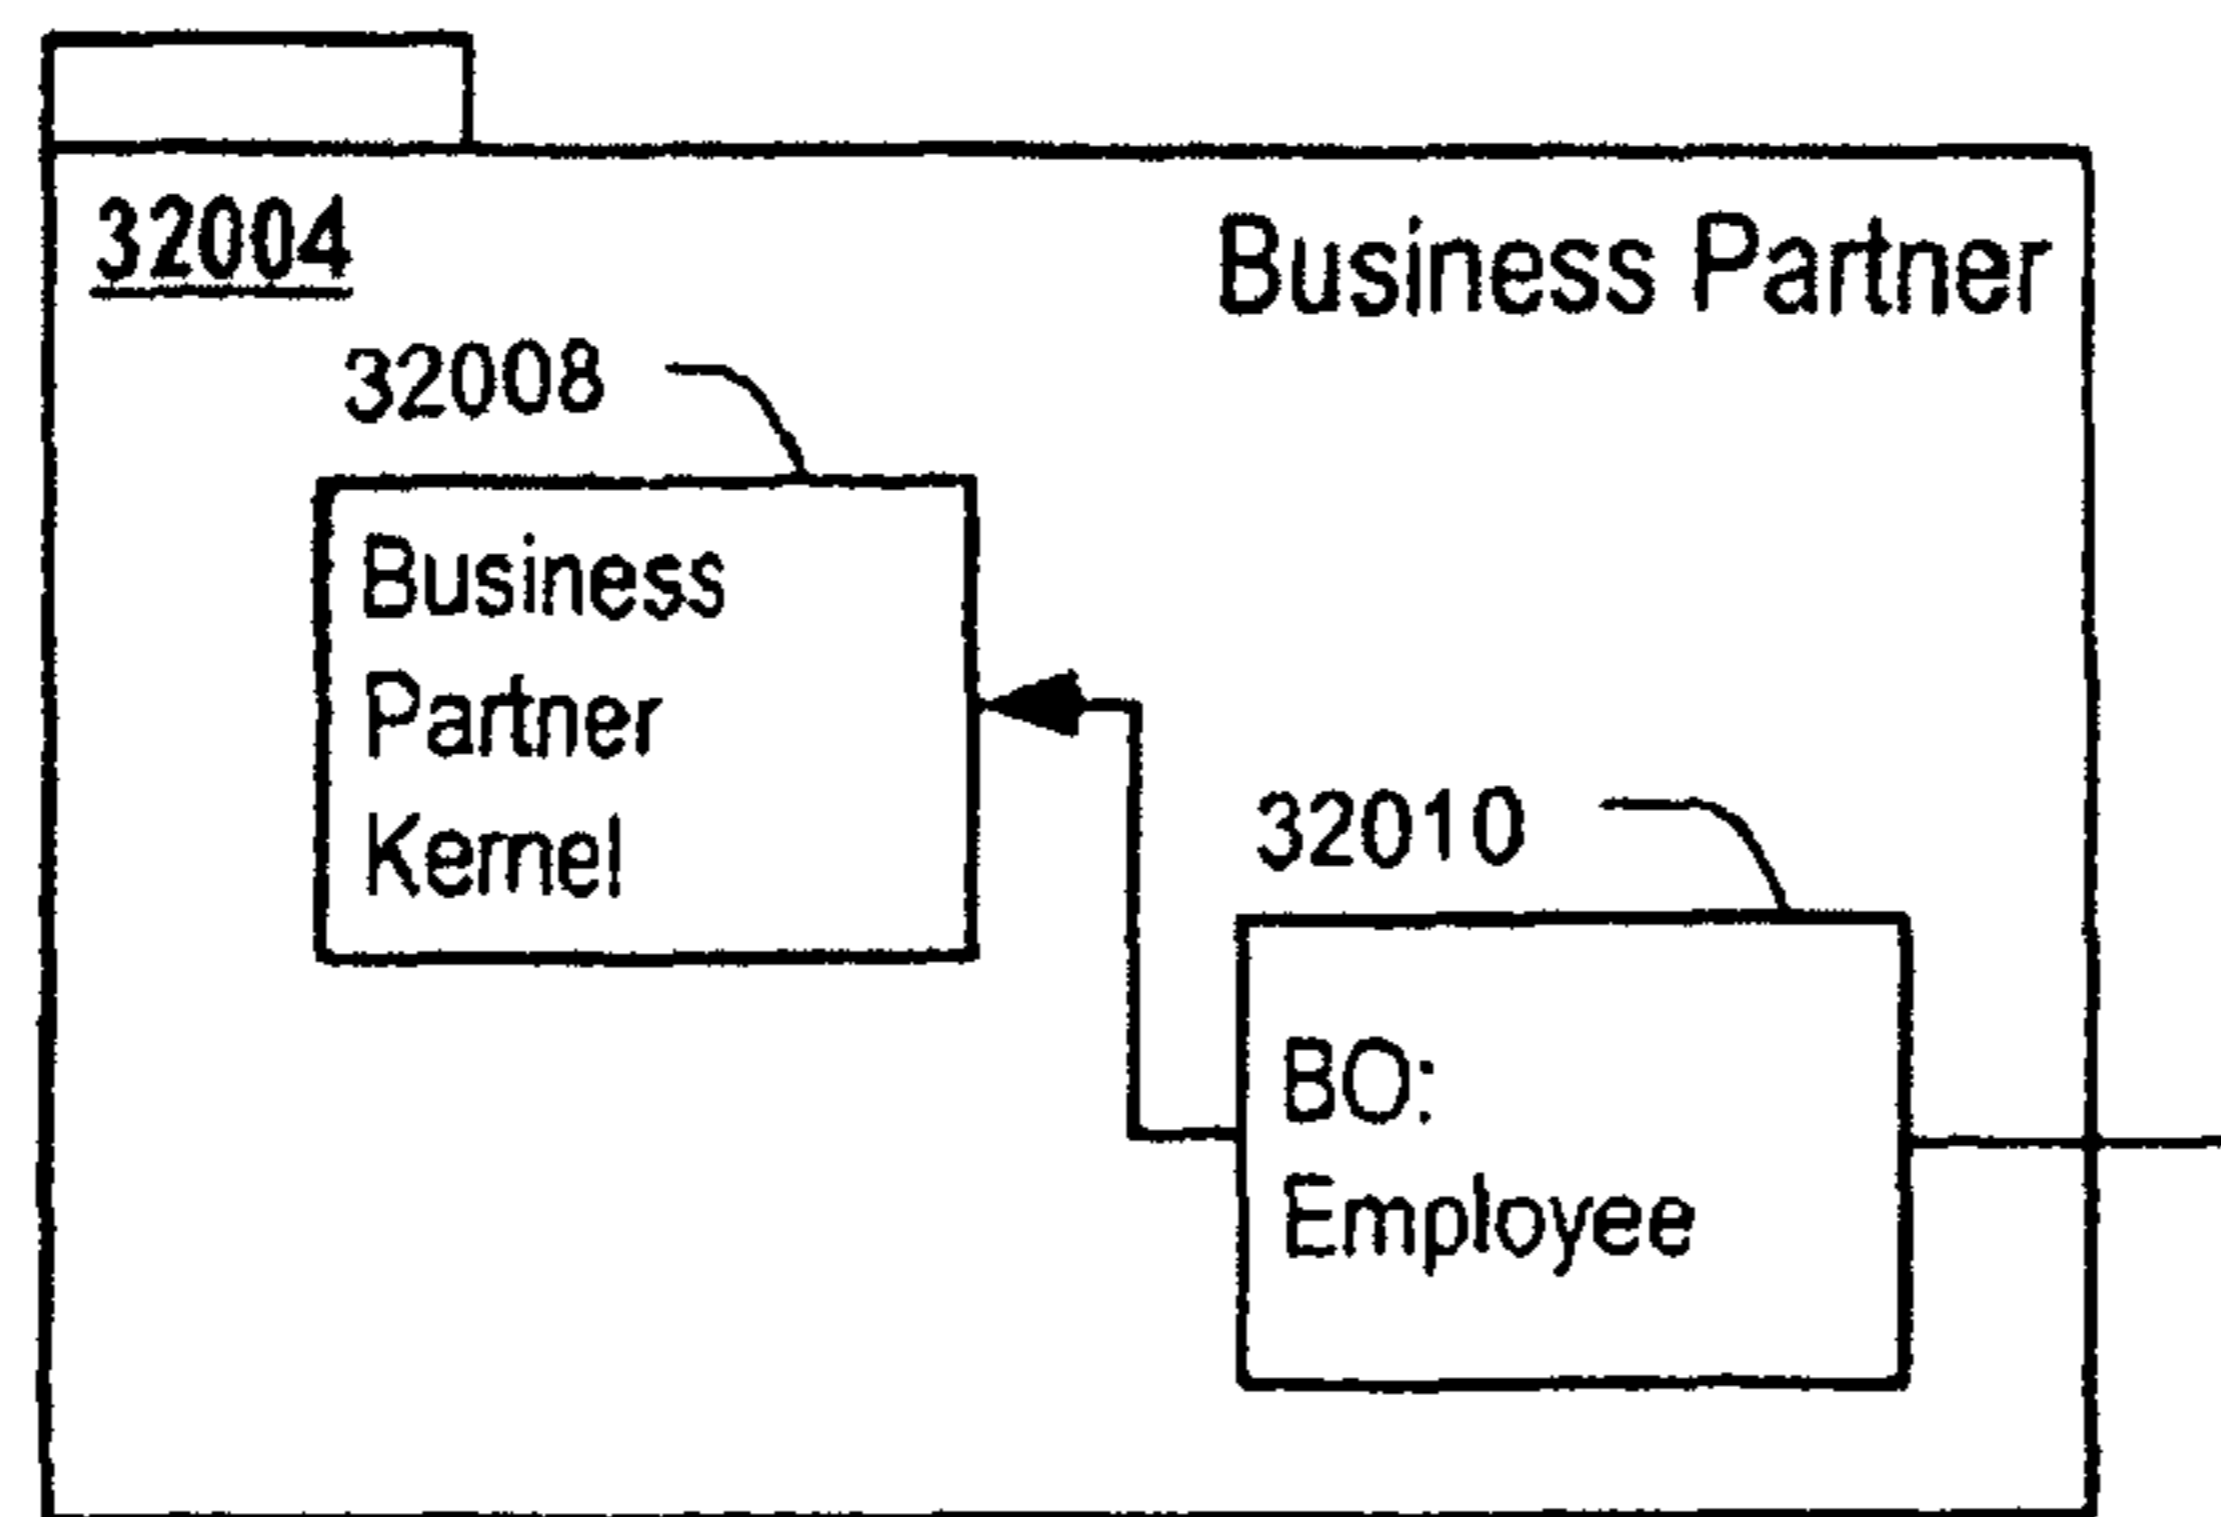 32004
Business Partner
32008
Business
Partner
Kernel
32010
BO:
Employee